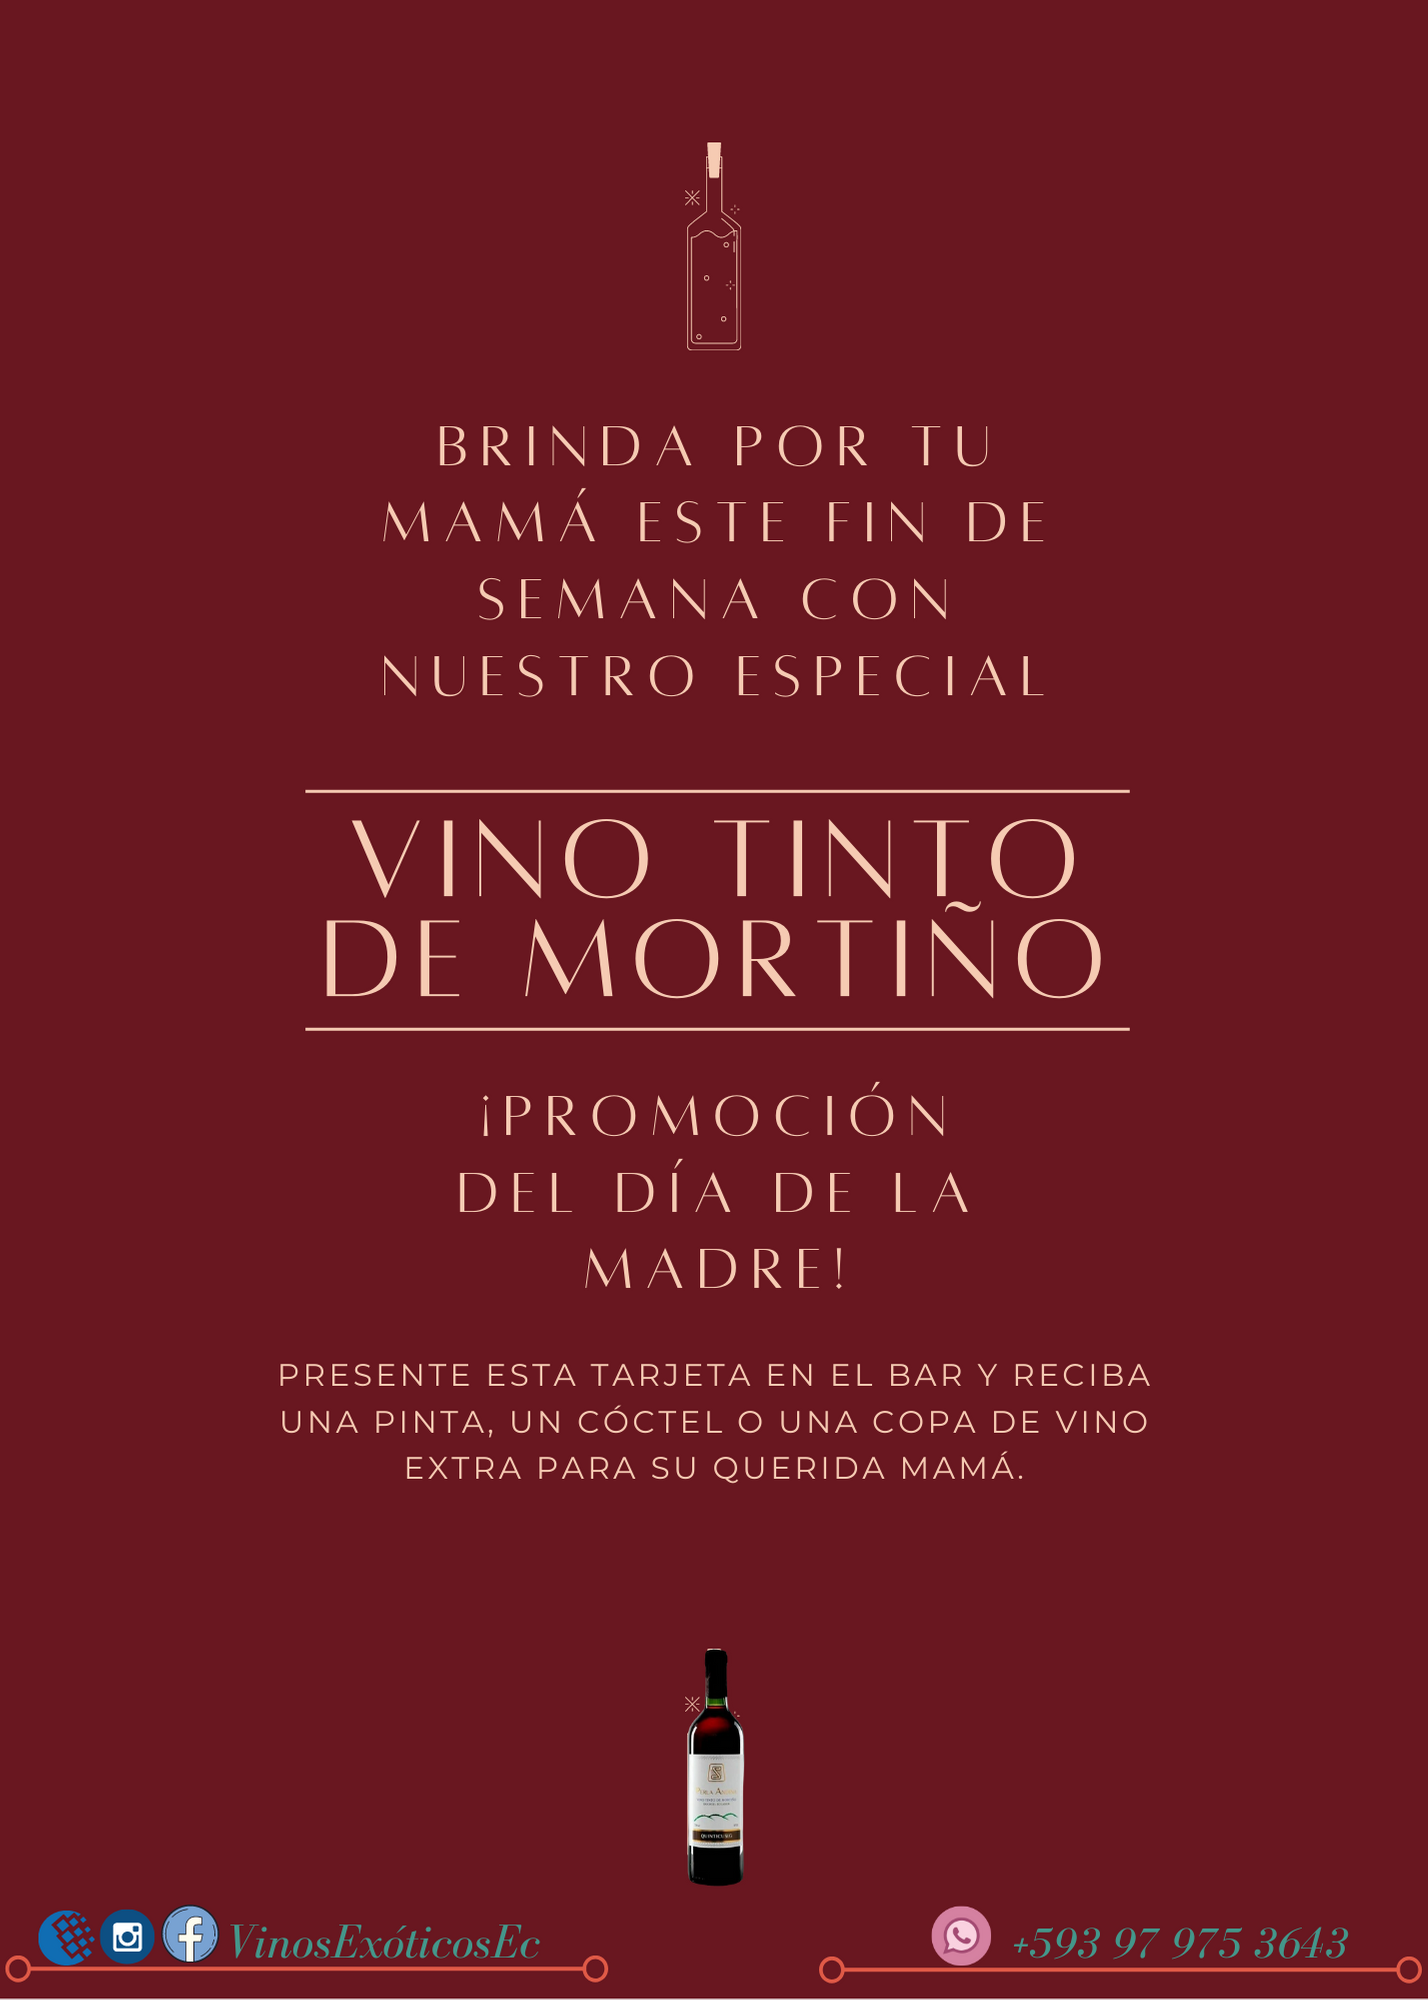 BRINDA POR TU
MAMÁ ESTE FIN DE
SEMANA CON
NUESTRO ESPECIAL
VINO TINTO
DE MORTIÑO
¡PROMOCIÓN
DEL DÍA DE LA
MADRE!
PRESENTE ESTA TARJETA EN EL BAR Y RECIBA
UNA PINTA, UN CÓCTEL O UNA COPA DE VINO
EXTRA PARA SU QUERIDA MAMÁ.
VinosExóticosEc
+593 97 975 3643